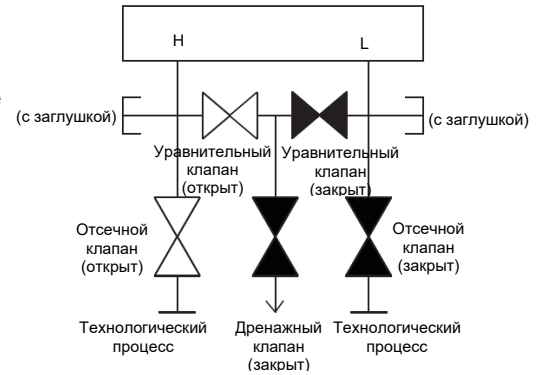 H
L
(с заглушкой)
(с заглушкой)
Уравнительный
клапан
(открыт)
Уравнительный
клапан
(закрыт)
Отсечной
клапан
(открыт)
Отсечной
клапан
(закрыт)
Технологический
процесс
Дренажный
клапан
(закрыт)
Технологический
процесс